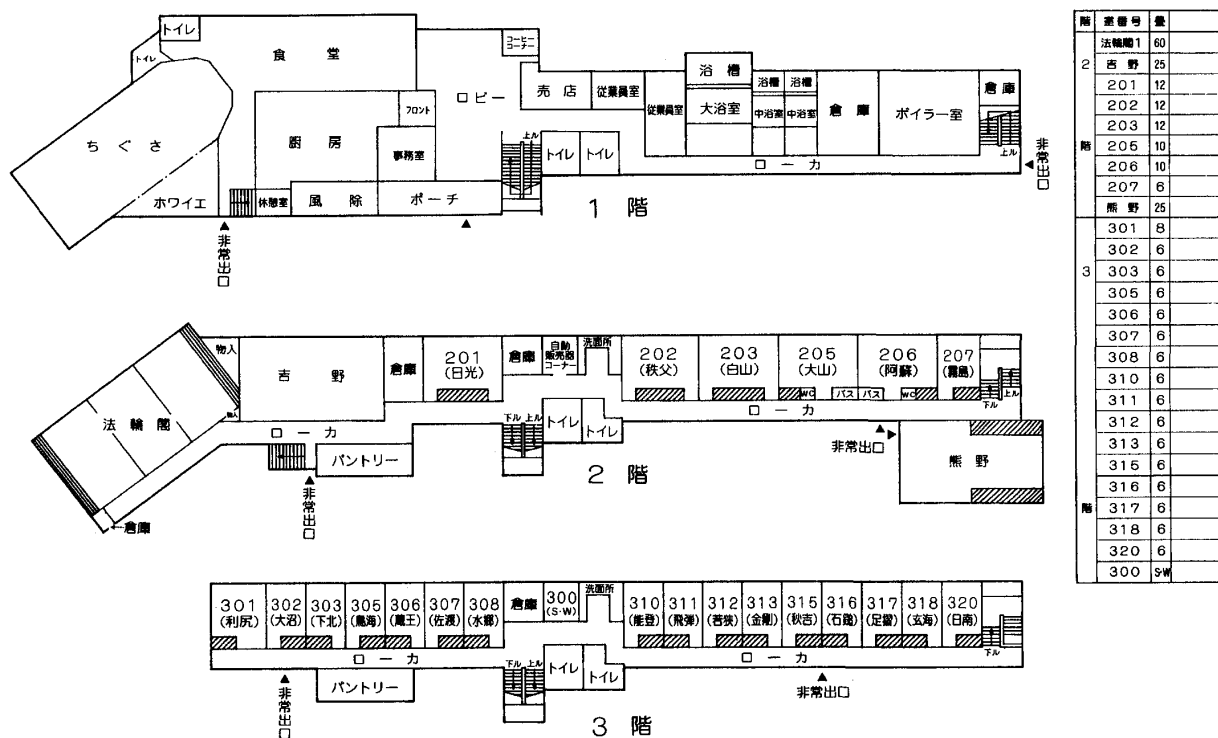 トイレ
トイレ
食堂
コーヒーコーナー
ロビー
売店
従業員室
従業員室
浴槽
大浴室
浴槽
浴槽
中浴室
中浴室
倉庫
ボイラー室
倉庫
上ル
ちぐさ
厨房
フロント
事務室
上ル
トイレ
トイレ
ローカ
非常出口
ホワイエ
休憩室
風除
ポーチ
1階
非常出口
物入
吉野
倉庫
201
(日光)
倉庫
自動
販売器
コーナー
洗面所
202
(秩父)
203
(白山)
205
(大山)
WC
バス
バス
206
(阿蘇)
WC
207
(霧島)
下ル
上ル
法輪閣
物入
ローカ
下ル
上ル
トイレ
トイレ
ローカ
パントリー
非常出口
熊野
2階
非常出口
倉庫
301
(利尻)
302
(大沼)
303
(下北)
305
(鳥海)
306
(蔵王)
307
(佐渡)
308
(水郷)
倉庫
300
(S-W)
洗面所
310
(能登)
311
(飛弾)
312
(若狭)
313
(金剛)
315
(秋吉)
316
(石鎚)
317
(足摺)
318
(玄海)
320
(日南)
下ル
ローカ
下ル
上ル
トイレ
トイレ
ローカ
パントリー
非常出口
非常出口
3階
階 室番号 畳
2階
法輪閣1 60
吉野 25
201 12
202 12
203 12
205 10
206 10
207 6
熊野 25
3階
301 8
302 6
303 6
305 6
306 6
307 6
308 6
310 6
311 6
312 6
313 6
315 6
316 6
317 6
318 6
320 6
300 S・W